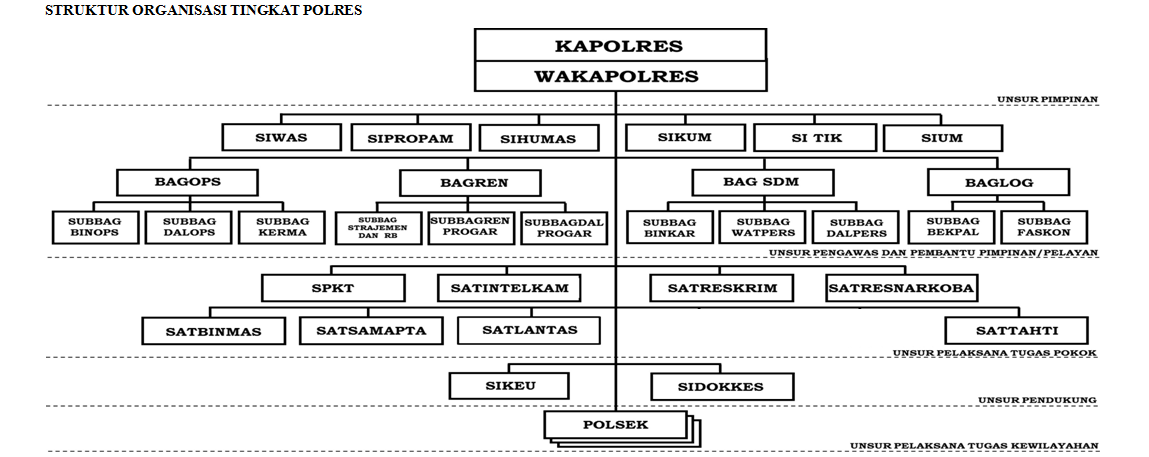 STRUKTUR ORGANISASI TINGKAT POLRES
KAPOLRES
WAKAPOLRES
UNSUR PIMPINAN
SIWAS
SIPROPAM
SIHUMAS
SIKUM
SI TIK
SIUM
BAGOPS
BAGREN
BAG SDM
BAGLOG
SUBBAG
BINOPS
SUBBAG
DALOPS
SUBBAG
KERMA
SUBBAG
STRAJEMEN
DAN RB
SUBBAGREN
PROGAR
SUBBAGDAL
PROGAR
SUBBAG
BINKAR
SUBBAG
WATPERS
SUBBAG
DALPERS
SUBBAG
BEKPAL
SUBBAG
FASKON
UNSUR PENGAWAS DAN PEMBANTU PIMPINAN/PELAYAN
SPKT
SATINTELKAM
SATRESKRIM
SATRESNARKOBA
SATBINMAS
SATSAMAPTA
SATLANTAS
SATTAHTI
UNSUR PELAKSANA TUGAS POKOK
SIKEU
SIDOKKES
UNSUR PENDUKUNG
POLSEK
UNSUR PELAKSANA TUGAS KEWILAYAHAN